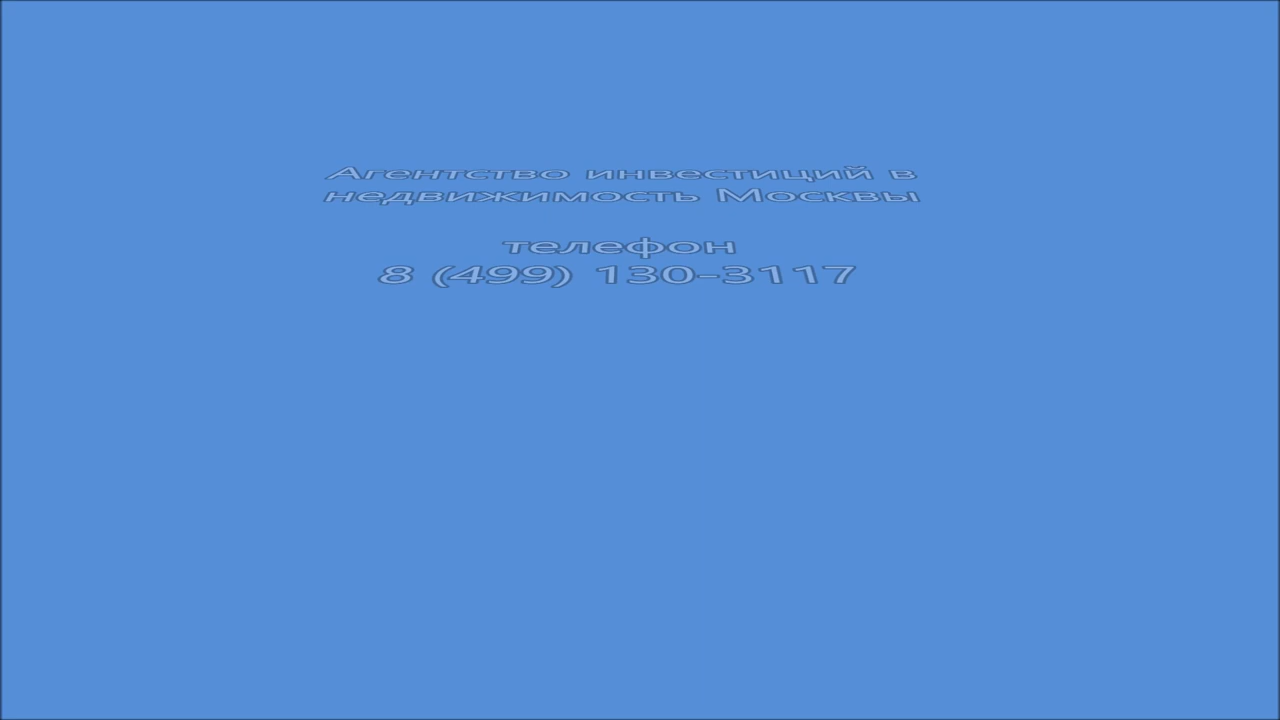 Агентство инвестиций в
недвижимость Москвы
телефон
8 (499) 130-3117